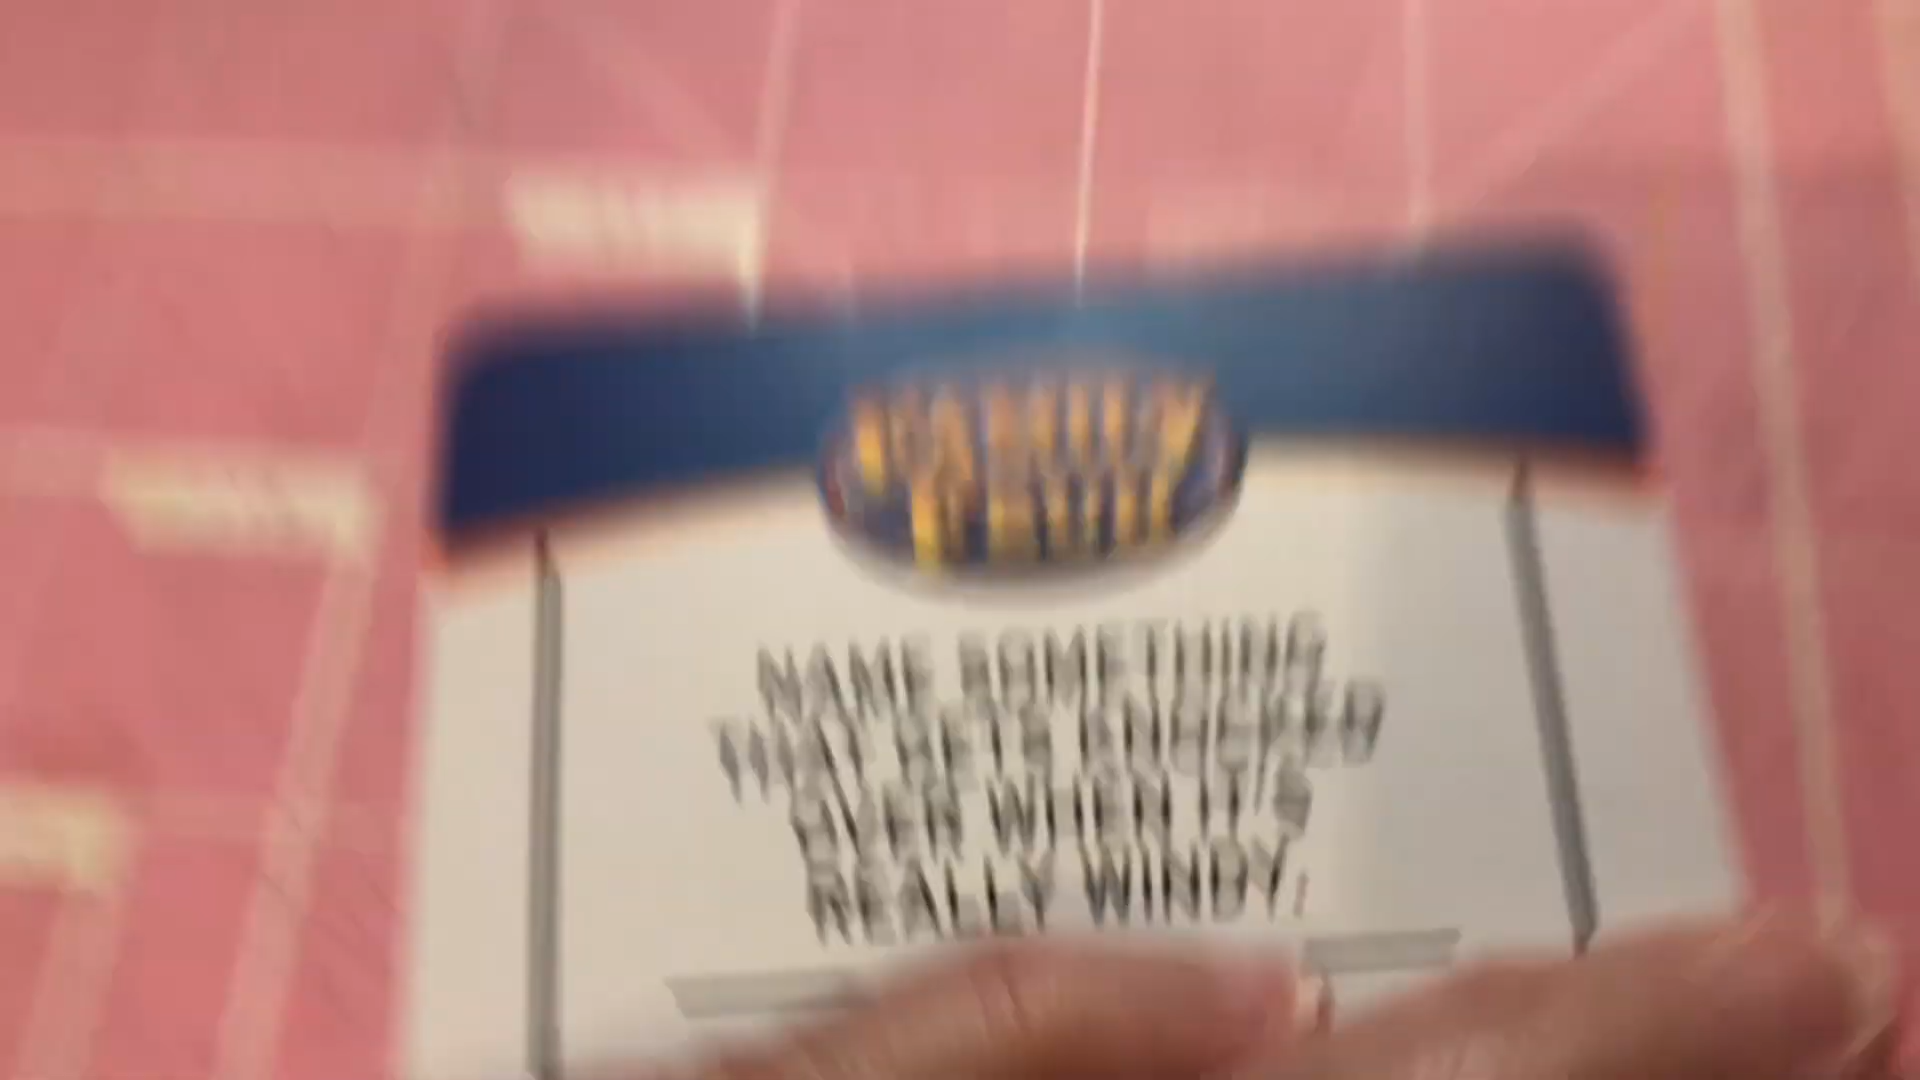 FAMILY
FEUD
NAME SOMETHING
THAT GETS KNOCKED
OVER WHEN IT'S
REALLY WINDY: